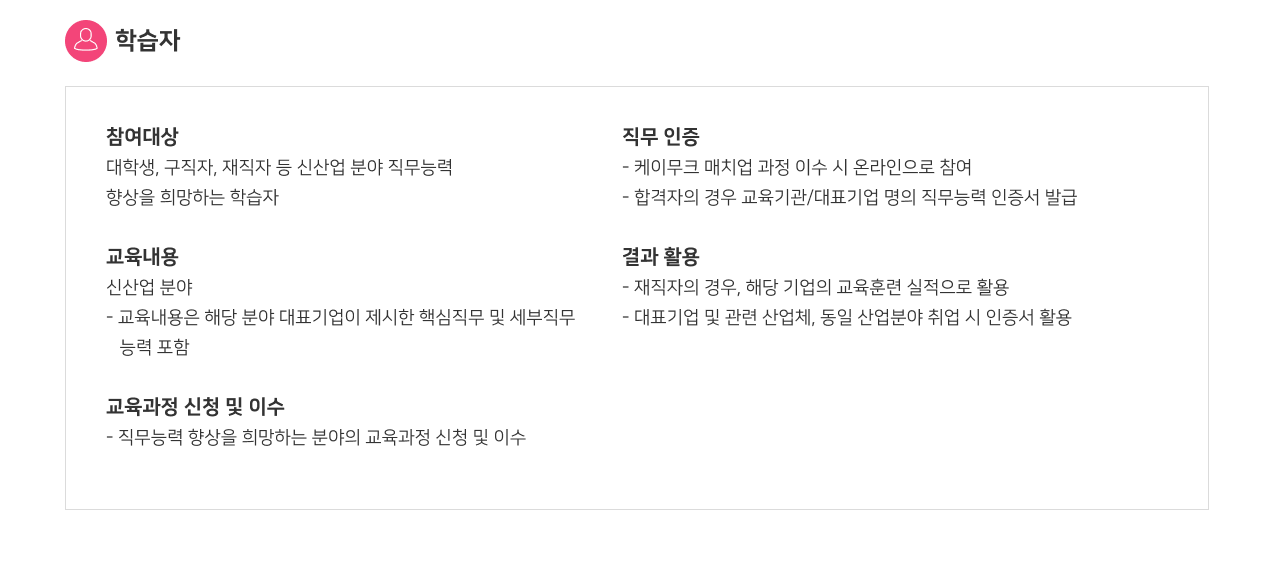 학습자
참여대상
대학생, 구직자, 재직자 등 신산업 분야 직무능력
향상을 희망하는 학습자
교육내용
신산업 분야
- 교육내용은 해당 분야 대표기업이 제시한 핵심직무 및 세부직무
능력 포함
교육과정 신청 및 이수
- 직무능력 향상을 희망하는 분야의 교육과정 신청 및 이수
직무 인증
- 케이무크 매치업 과정 이수 시 온라인으로 참여
- 합격자의 경우 교육기관/대표기업 명의 직무능력 인증서 발급
결과 활용
- 재직자의 경우, 해당 기업의 교육훈련 실적으로 활용
- 대표기업 및 관련 산업체, 동일 산업분야 취업 시 인증서 활용